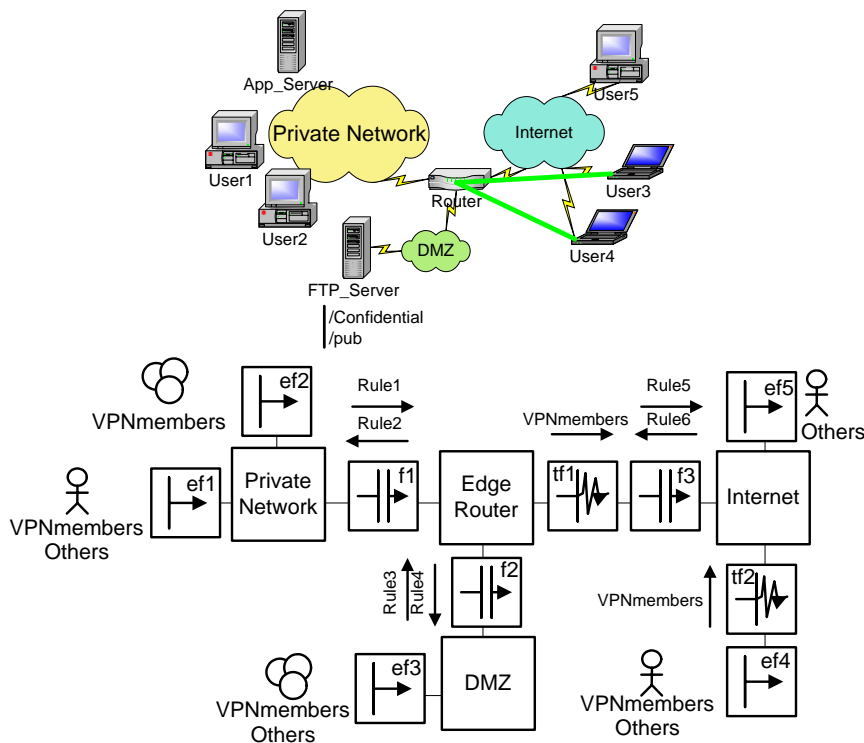 App_Server
User5
Private Network
Internet
User1
Router
User3
User2
DMZ
User4
FTP_Server
/Confidential
/pub
ef2
Rule1
Rule5
ef5
VPNmembers
Rule2
VPNmembers
Rule6
Others
ef1
Private
Network
f1
Edge
Router
tf1
f3
Internet
VPNmembers
Others
Rule3
Rule4
f2
VPNmembers
tf2
ef3
DMZ
ef4
VPNmembers
Others
VPNmembers
Others